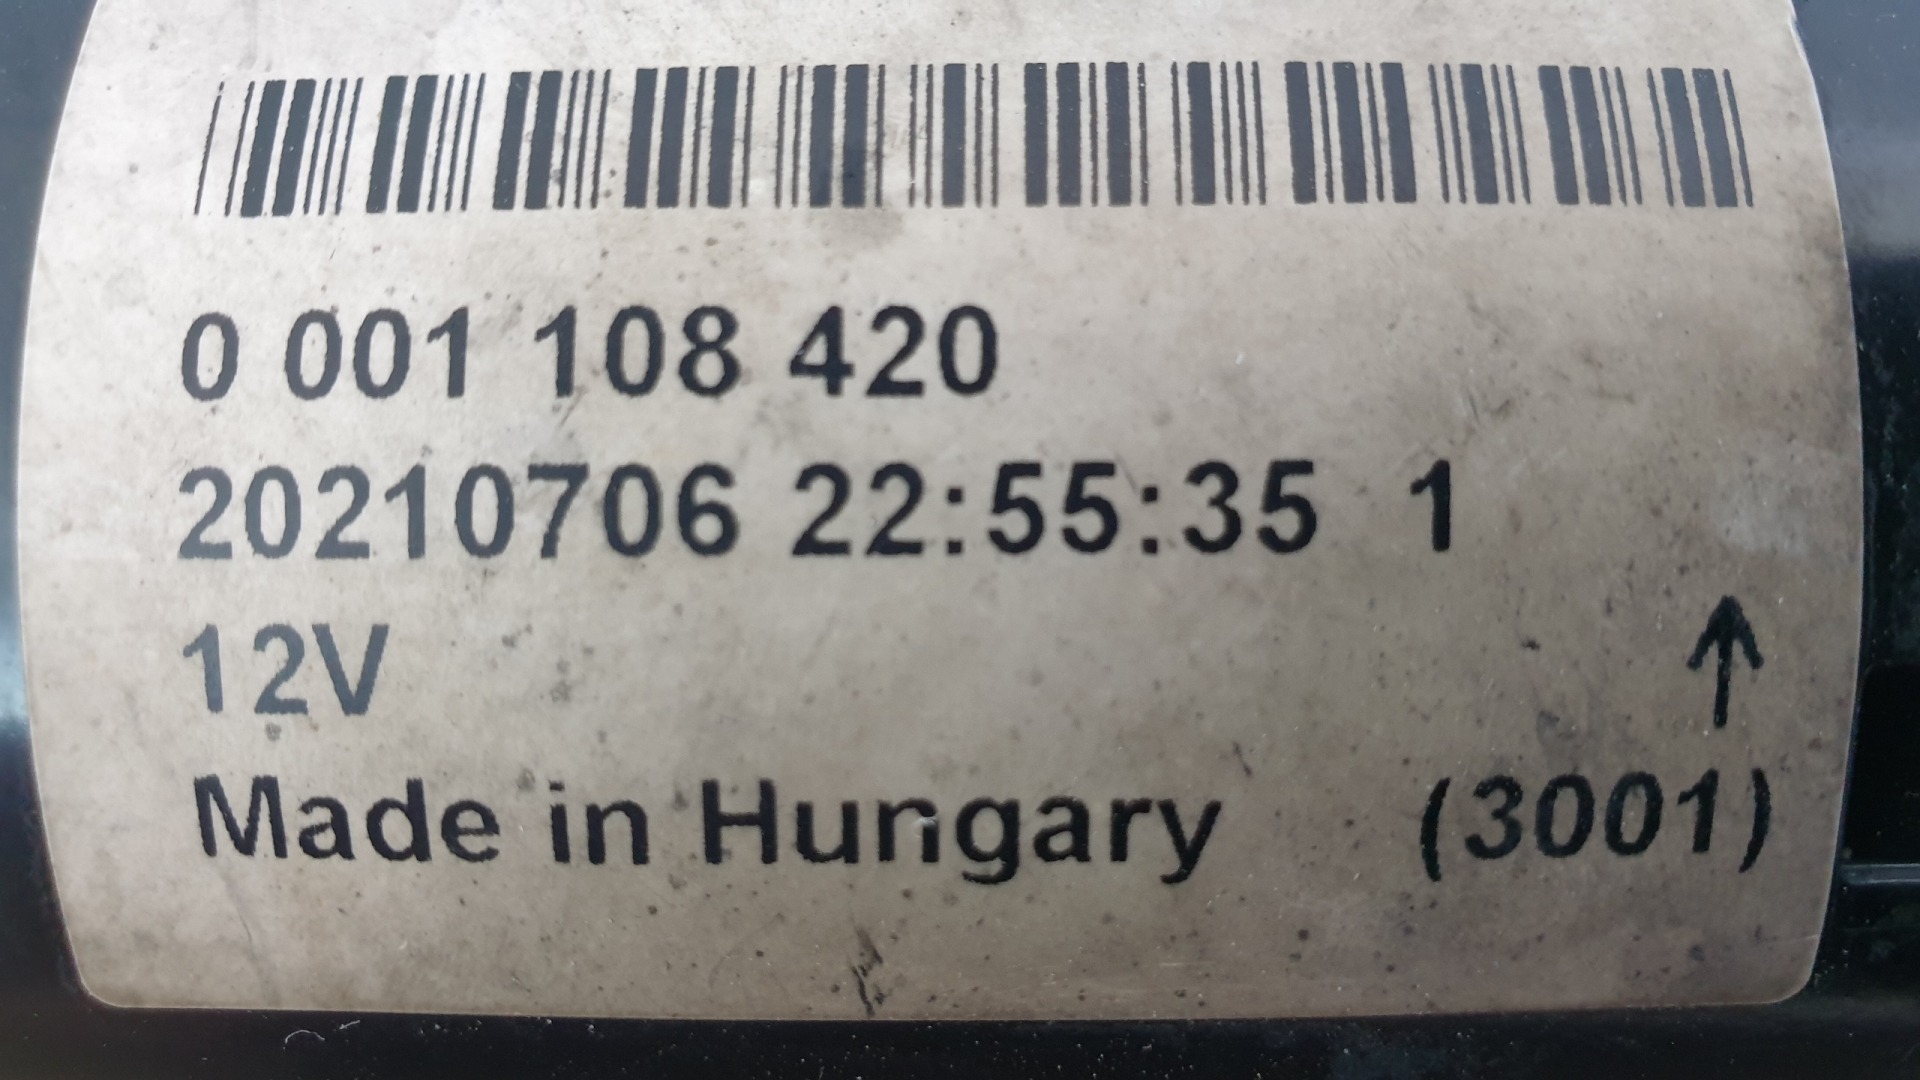 0 001 108 420
20210706 22:55:35 1
12V ↑
Made in Hungary (3001)